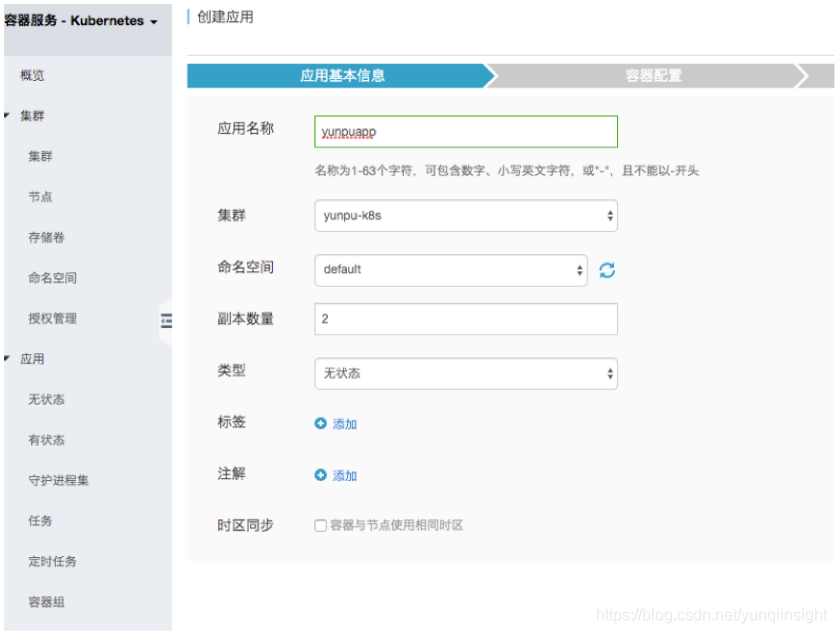 容器服务 - Kubernetes
概览
集群
集群
节点
存储卷
命名空间
授权管理
应用
无状态
有状态
守护进程集
任务
定时任务
容器组
创建应用
应用基本信息
容器配置
应用名称
yunpuapp
名称为1-63个字符，可包含数字、小写英文字符，或"-"，且不能以-开头
集群
yunpu-k8s
命名空间
default
副本数量
2
类型
无状态
标签
添加
注解
添加
时区同步
容器与节点使用相同时区
https://blog.csdn.net/yunqiinsight